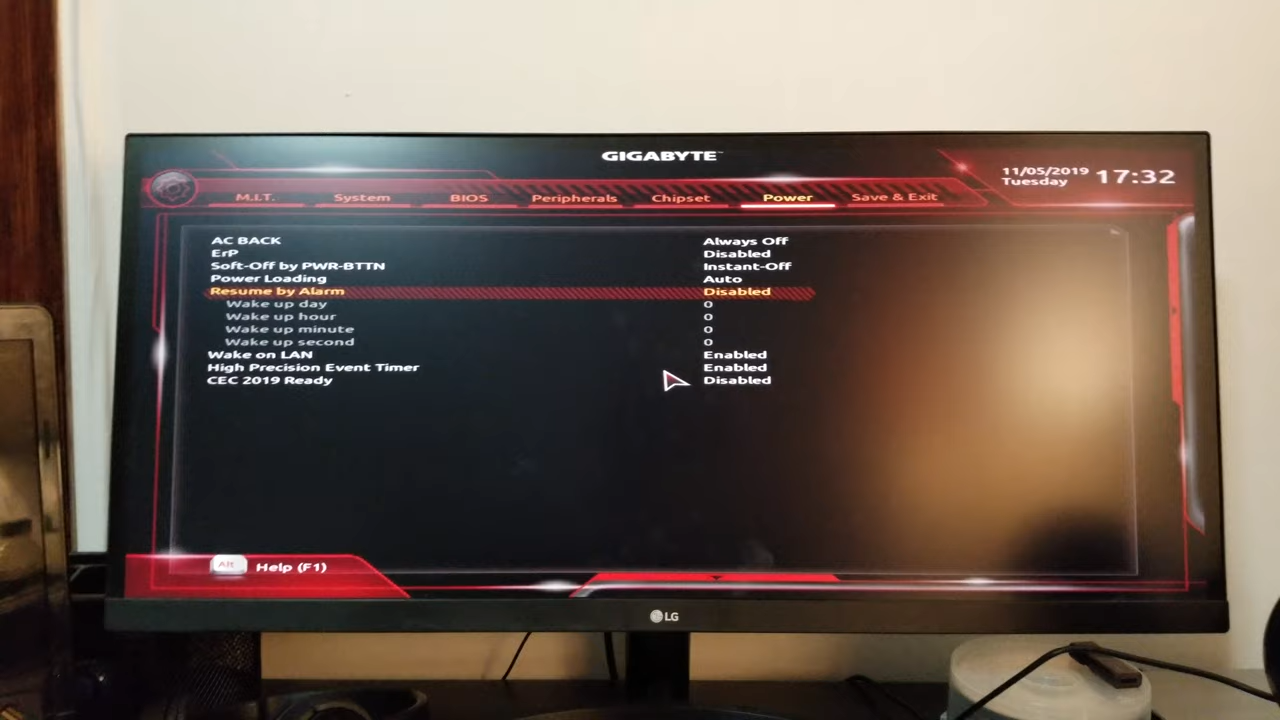 GIGABYTE™
11/05/2019
Tuesday 17:32
M.I.T. System BIOS Peripherals Chipset Power Save & Exit
AC BACK Always Off
ErP Disabled
Soft-Off by PWR-BTTN Instant-Off
Power Loading Auto
Resume by Alarm Disabled
Wake up day 0
Wake up hour 0
Wake up minute 0
Wake up second 0
Wake on LAN Enabled
High Precision Event Timer Enabled
CEC 2019 Ready Disabled
Alt Help (F1)
LG